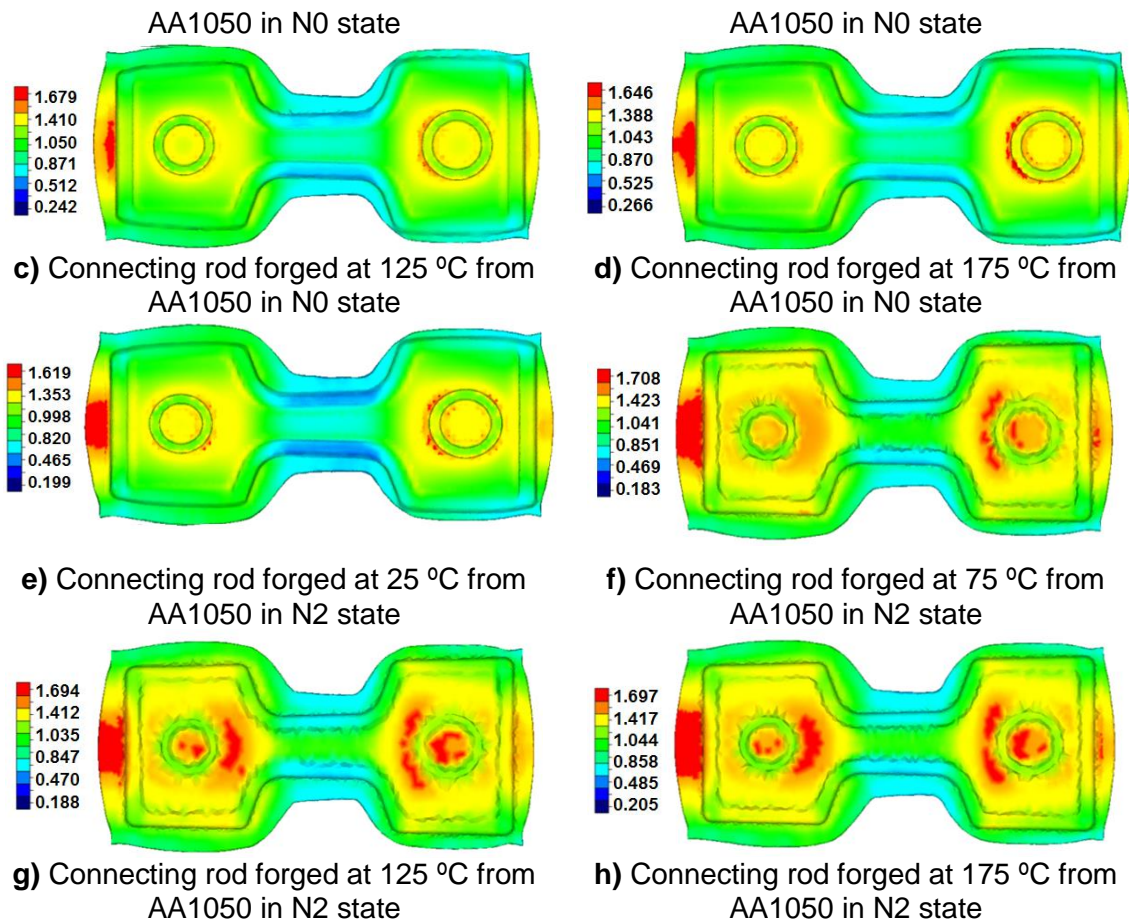 AA1050 in N0 state
AA1050 in N0 state
1.679
1.410
1.050
0.871
0.512
0.242
1.646
1.388
1.043
0.870
0.525
0.266
c) Connecting rod forged at 125 ºC from
AA1050 in N0 state
d) Connecting rod forged at 175 ºC from
AA1050 in N0 state
1.619
1.353
0.998
0.820
0.465
0.199
1.708
1.423
1.041
0.851
0.469
0.183
e) Connecting rod forged at 25 ºC from
AA1050 in N2 state
f) Connecting rod forged at 75 ºC from
AA1050 in N2 state
1.694
1.412
1.035
0.847
0.470
0.188
1.697
1.417
1.044
0.858
0.485
0.205
g) Connecting rod forged at 125 ºC from
AA1050 in N2 state
h) Connecting rod forged at 175 ºC from
AA1050 in N2 state